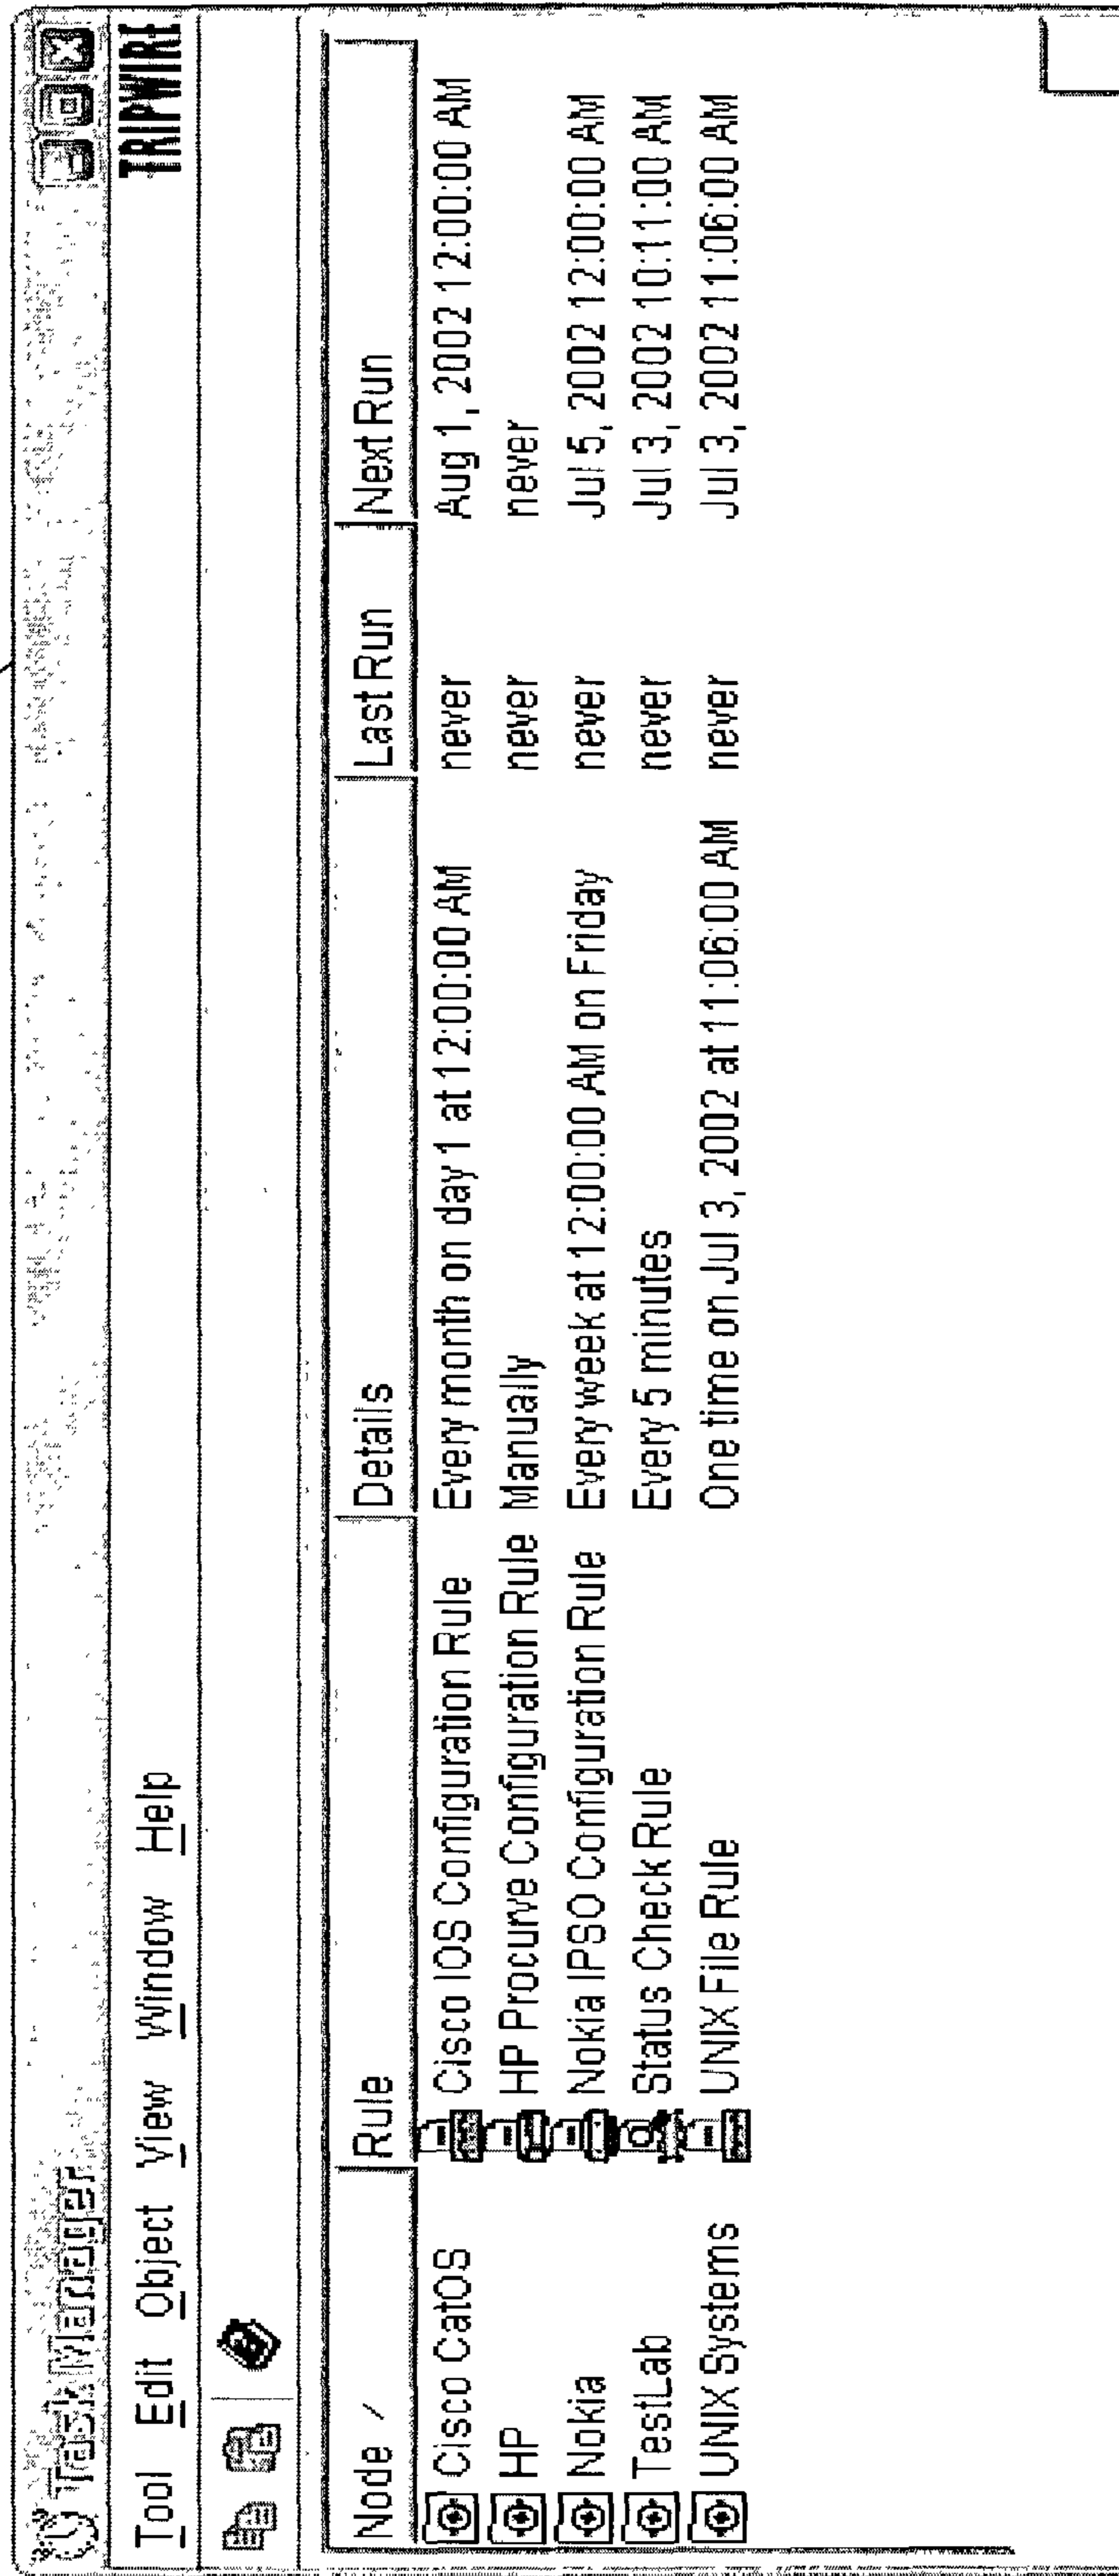 Task Manager
Tool Edit Object View Window Help TRIPWIRE
Node / Rule Details Last Run Next Run
Cisco CatOS Cisco IOS Configuration Rule Every month on day 1 at 12:00:00 AM never Aug 1, 2002 12:00:00 AM
HP HP Procurve Configuration Rule Manually never never
Nokia Nokia IPSO Configuration Rule Every week at 12:00:00 AM on Friday never Jul 5, 2002 12:00:00 AM
TestLab Status Check Rule Every 5 minutes never Jul 3, 2002 10:11:00 AM
UNIX Systems UNIX File Rule One time on Jul 3, 2002 at 11:06:00 AM never Jul 3, 2002 11:06:00 AM